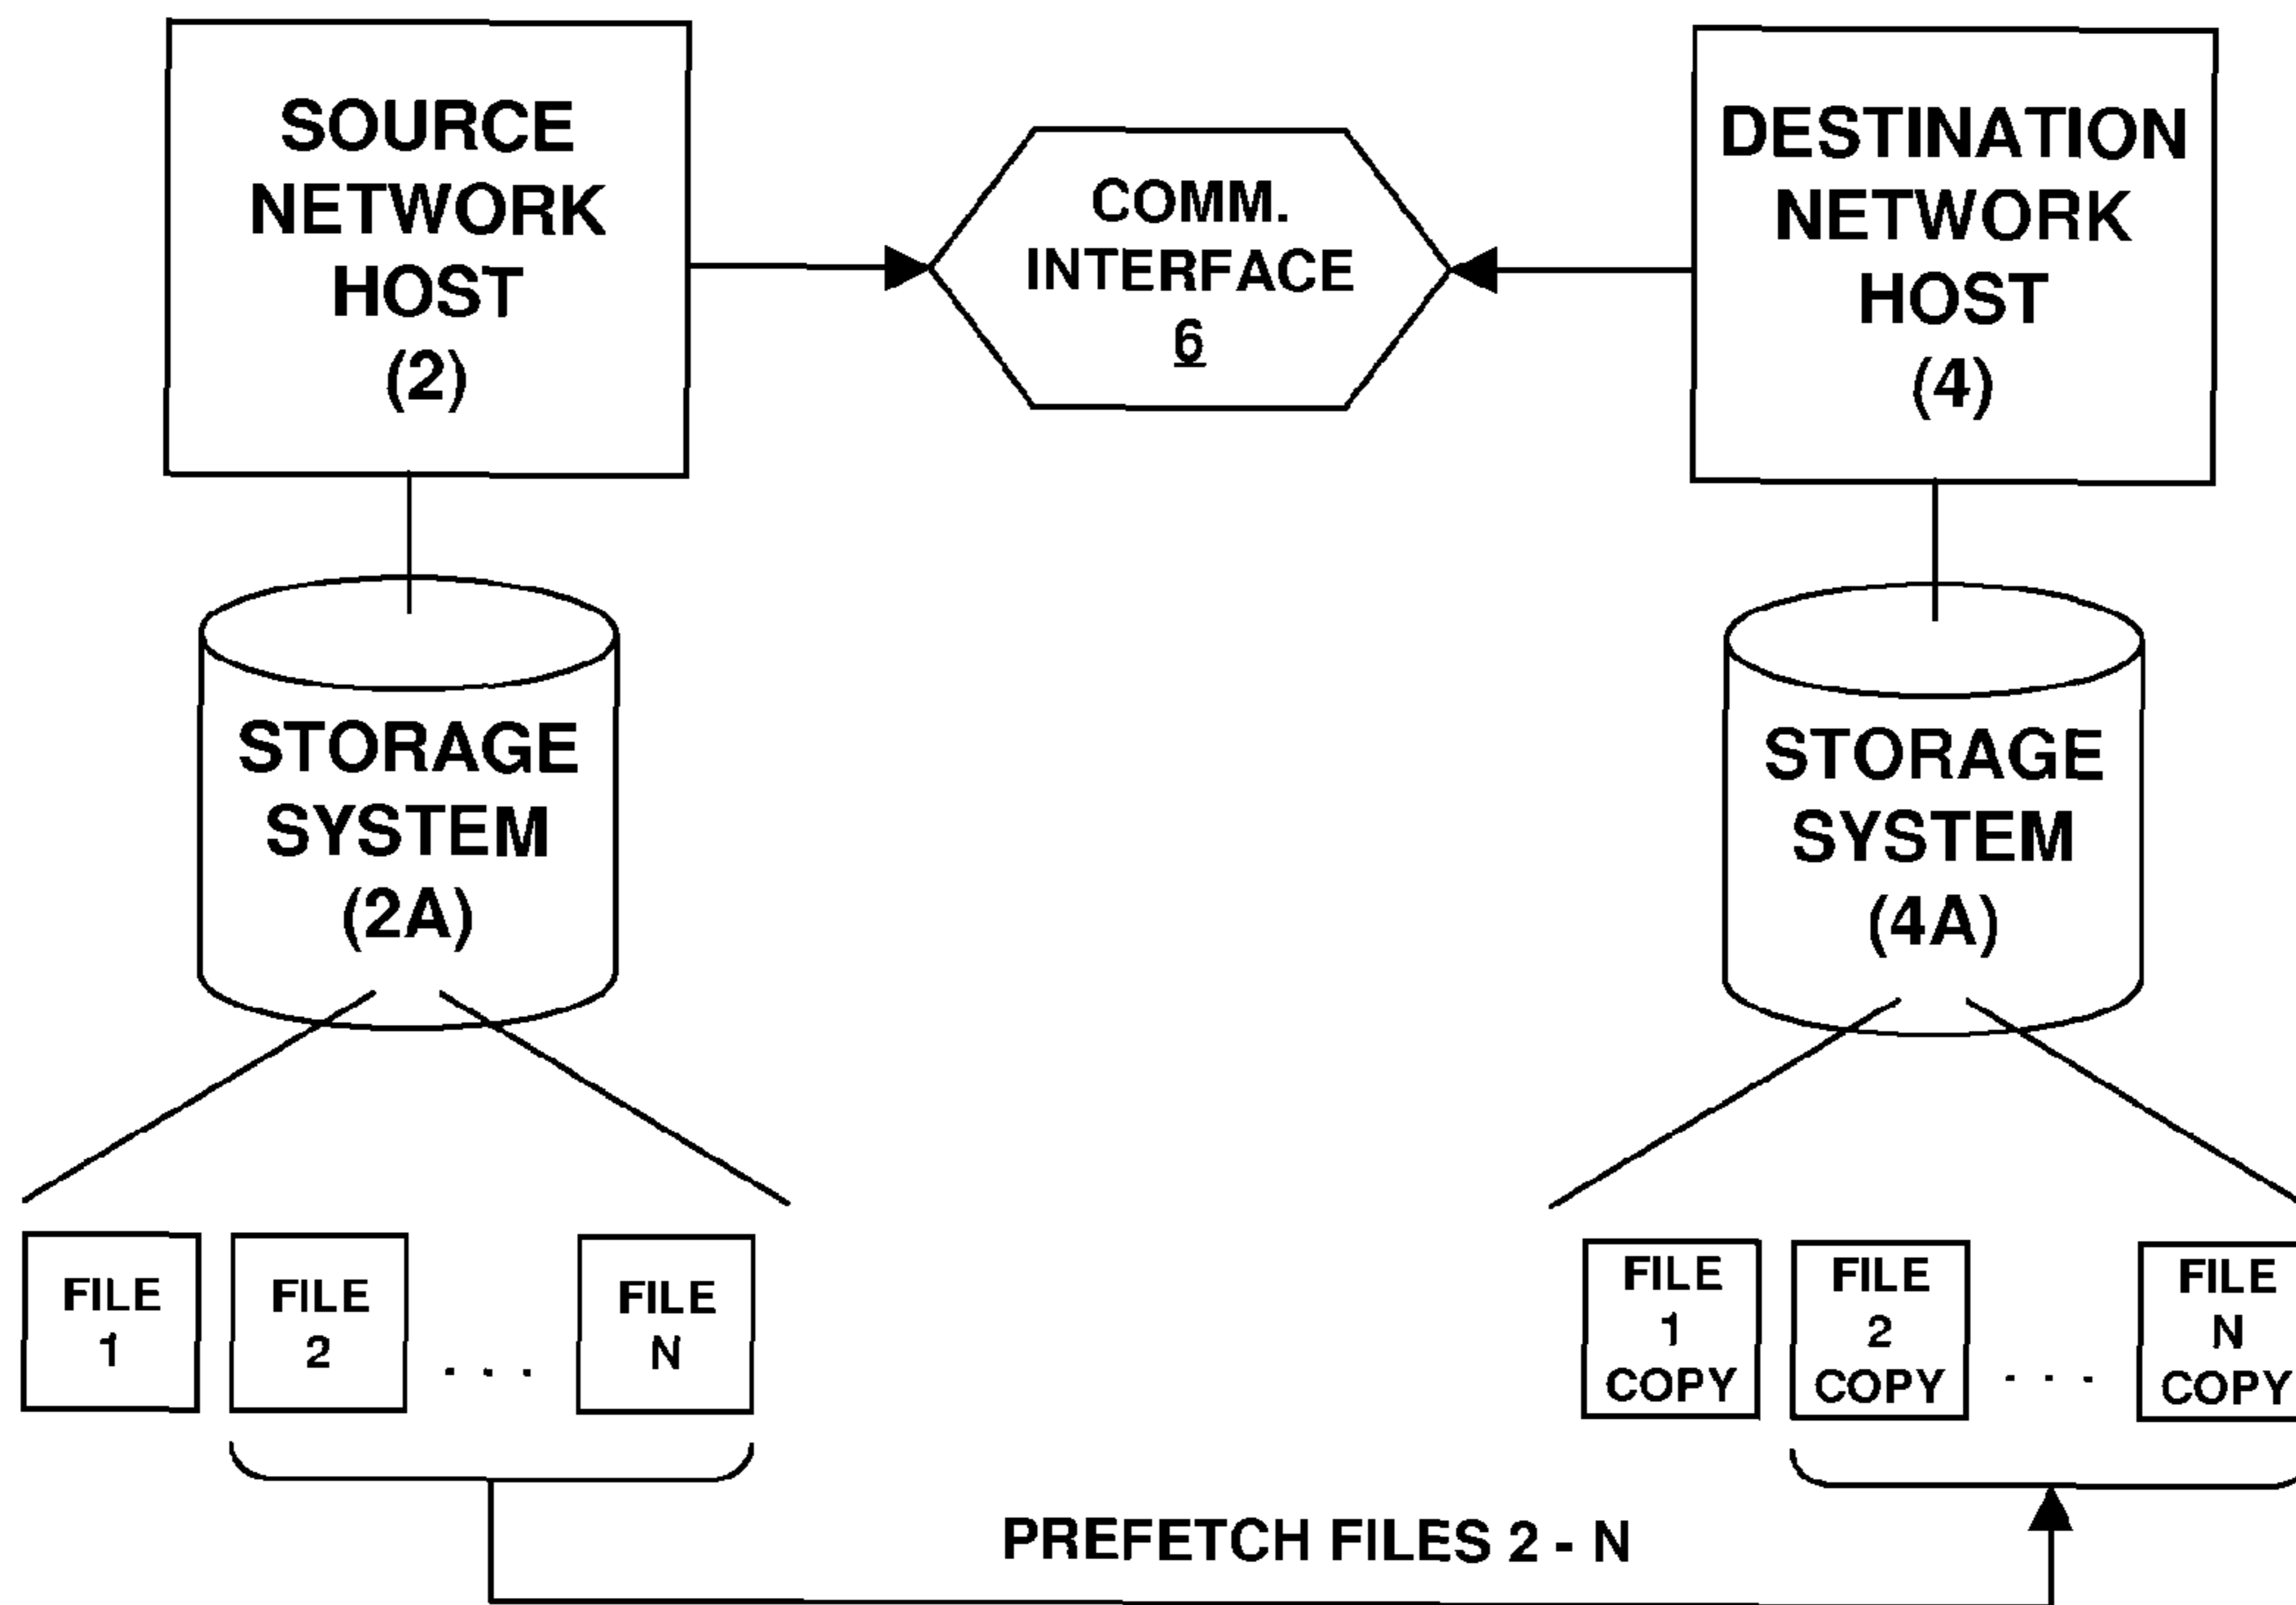 SOURCE
NETWORK
HOST
(2)
COMM.
INTERFACE
6
DESTINATION
NETWORK
HOST
(4)
STORAGE
SYSTEM
(2A)
STORAGE
SYSTEM
(4A)
FILE
1
FILE
2
. . .
FILE
N
FILE
1
COPY
FILE
2
COPY
. . .
FILE
N
COPY
PREFETCH FILES 2 - N